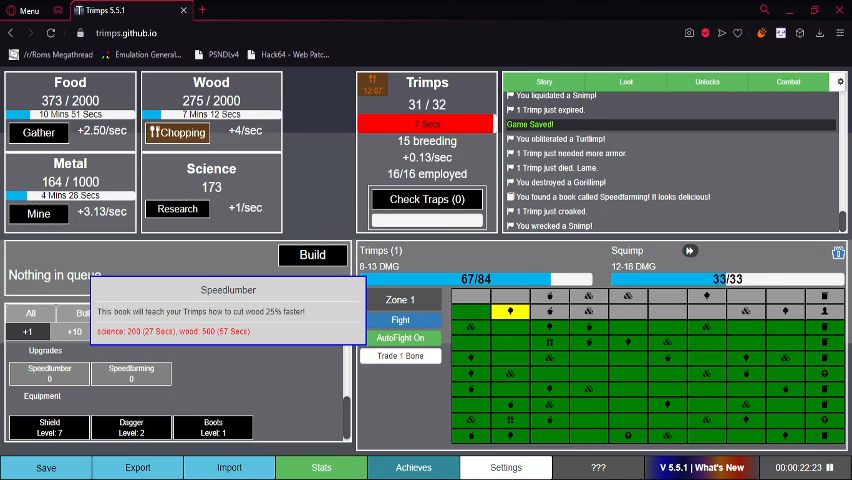 Menu
Trimps 5.5.1
trimps.github.io
/r/Roms Megathread
Emulation General...
PSNDLv4
Hack64 - Web Patc...
Food
373 / 2000
10 Mins 51 Secs
Gather
+2.50/sec
Wood
275 / 2000
7 Mins 12 Secs
Chopping
+4/sec
Metal
164 / 1000
4 Mins 28 Secs
Mine
+3.13/sec
Science
173
Research
+1/sec
12.07
Trimps
31 / 32
7 Secs
15 breeding
+0.13/sec
16/16 employed
Check Traps (0)
Story
Loot
Unlocks
Combat
You liquidated a Snimp!
1 Trimp just expired.
Game Saved!
You obliterated a Turtlimp!
1 Trimp just needed more armor.
1 Trimp just died. Lame.
You destroyed a Gorillimp!
You found a book called Speedfarming! It looks delicious!
1 Trimp just croaked.
You wrecked a Snimp!
Build
Nothing in queue
All
+1
+10
Speedlumber
This book will teach your Trimps how to cut wood 25% faster!
science: 200 (27 Secs), wood: 500 (57 Secs)
Upgrades
Speedlumber
0
Speedfarming
0
Equipment
Shield
Level: 7
Dagger
Level: 2
Boots
Level: 1
Trimps (1)
8-13 DMG
67/84
Squimp
12-18 DMG
33/33
Zone 1
Fight
AutoFight On
Trade 1 Bone
Save
Export
Import
Stats
Achieves
Settings
???
V 5.5.1 | What's New
00:00:22:23